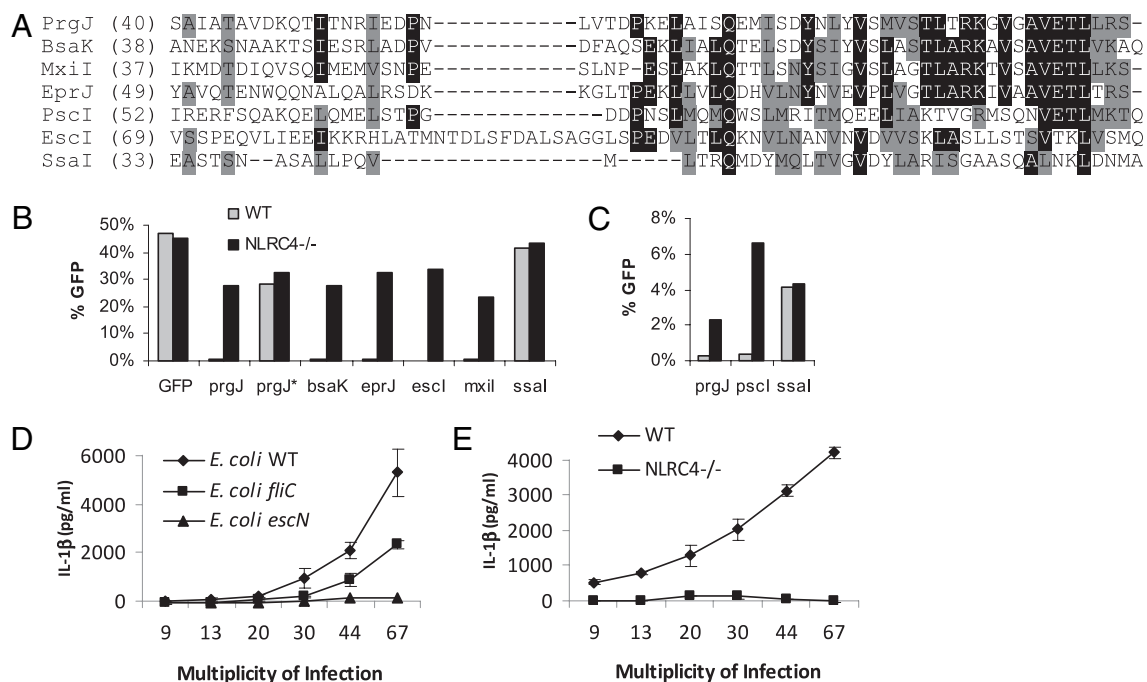 A
PrgJ (40) SAIATAVDKQTITNRIEDPN-----------LVTDPKELAISQEMISDYNLYVSMVSTLTRKGVGAVETLLRS-
BsaK (38) ANEKSNAAKTSIESRLADPV-----------DFAQSEKLIALQTELSDYSIYVSLASTLARKAVSAVETLVKAQ
MxiI (37) IKMDTDIQVSQIMEMVSNPE-----------SLNP-ESLAKLQTTLSNYSIGVSLAGTLARKTVSAVETLLKS-
EprJ (49) YAVQTENWQQNALQALRSDK-----------KGLTPEKLLVLQDHVLNYNVEVPLVGTLARKIVAAVETLTRS-
PscI (52) IRERFSQAKQELQMELSTPG-----------DDPNSLMQMQWSLMRITMQEELIAKTVGRMSQNVETLMKTQ
EscI (69) VSSPEQVLIEEIKKRHLATMNTDLSFDALSAGGLSPEDVLTLQKNVLNANVNVDVVSKLASLLSTSVTKLVSMQ
SsaI (33) EASTSN--ASALLPQV----------------M-----LTRQMDYMQLTVGVDYLARISGAASQALNKLDNMA
B
WT
NLRC4-/-
% GFP
50%
40%
30%
20%
10%
0%
GFP prgJ prgJ* bsaK eprJ escI mxiI ssaI
C
% GFP
8%
6%
4%
2%
0%
prgJ pscI ssaI
D
E. coli WT
E. coli fliC
E. coli escN
IL-1β (pg/ml)
6000
4000
2000
0
9 13 20 30 44 67
Multiplicity of Infection
E
WT
NLRC4-/-
IL-1β (pg/ml)
4000
3000
2000
1000
0
9 13 20 30 44 67
Multiplicity of Infection